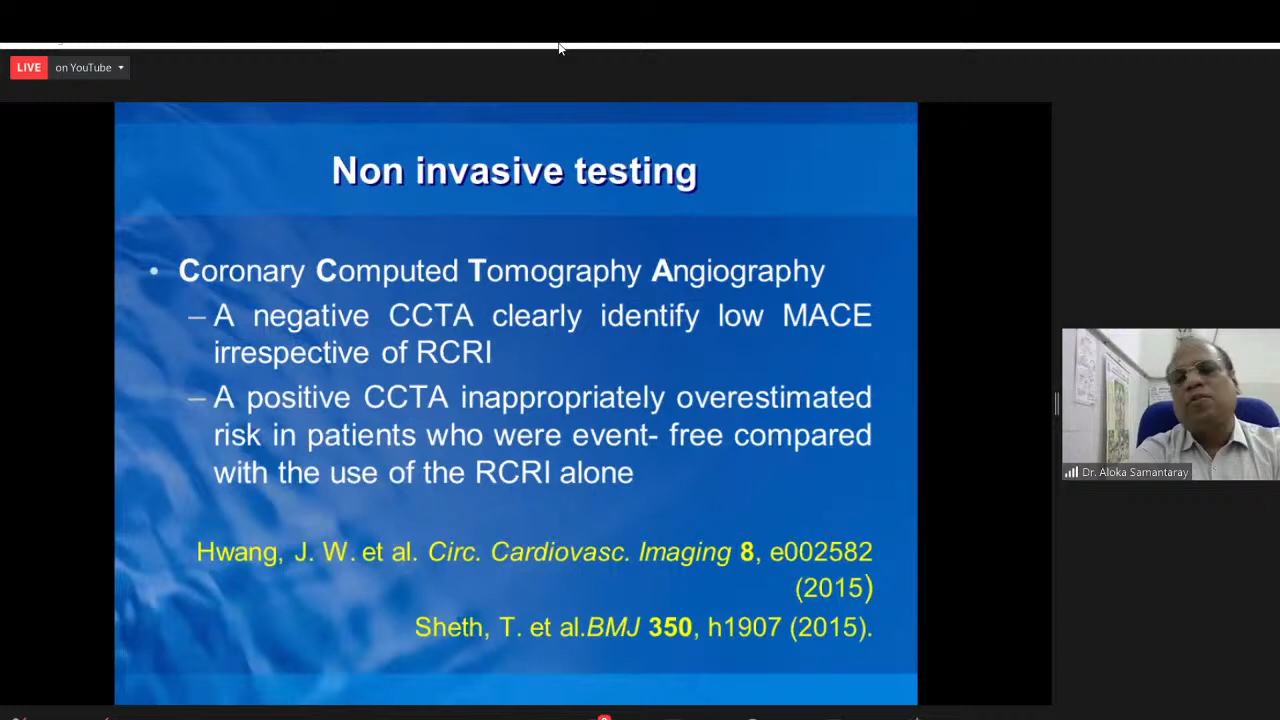 LIVE on YouTube
Non invasive testing
• Coronary Computed Tomography Angiography
– A negative CCTA clearly identify low MACE
irrespective of RCRI
– A positive CCTA inappropriately overestimated
risk in patients who were event- free compared
with the use of the RCRI alone
Hwang, J. W. et al. Circ. Cardiovasc. Imaging 8, e002582
(2015)
Sheth, T. et al.BMJ 350, h1907 (2015).
Dr. Aloka Samantaray